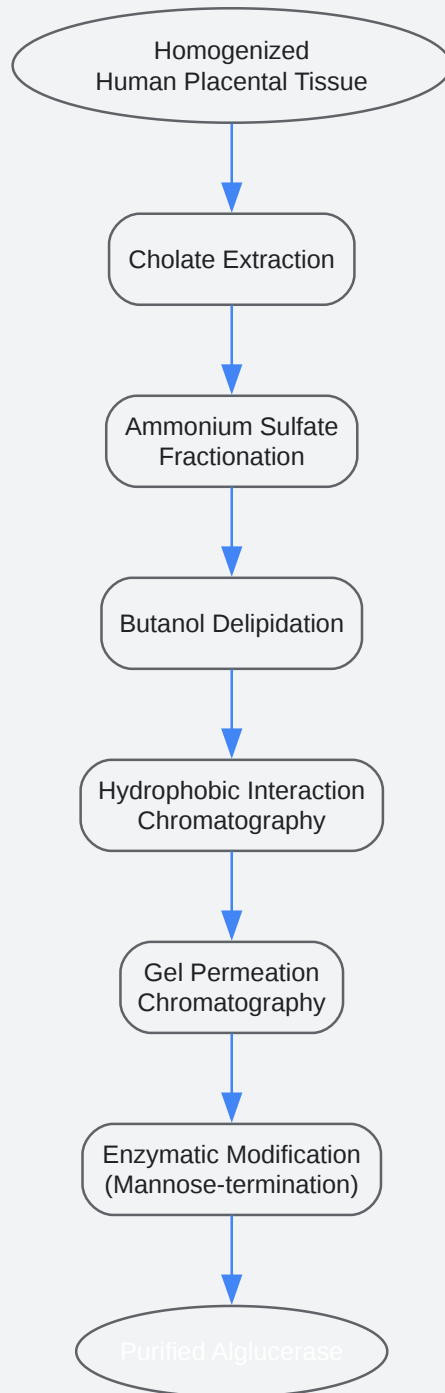 Homogenized
Human Placental Tissue
Cholate Extraction
Ammonium Sulfate
Fractionation
Butanol Delipidation
Hydrophobic Interaction
Chromatography
Gel Permeation
Chromatography
Enzymatic Modification
(Mannose-termination)
Purified Alglucerase